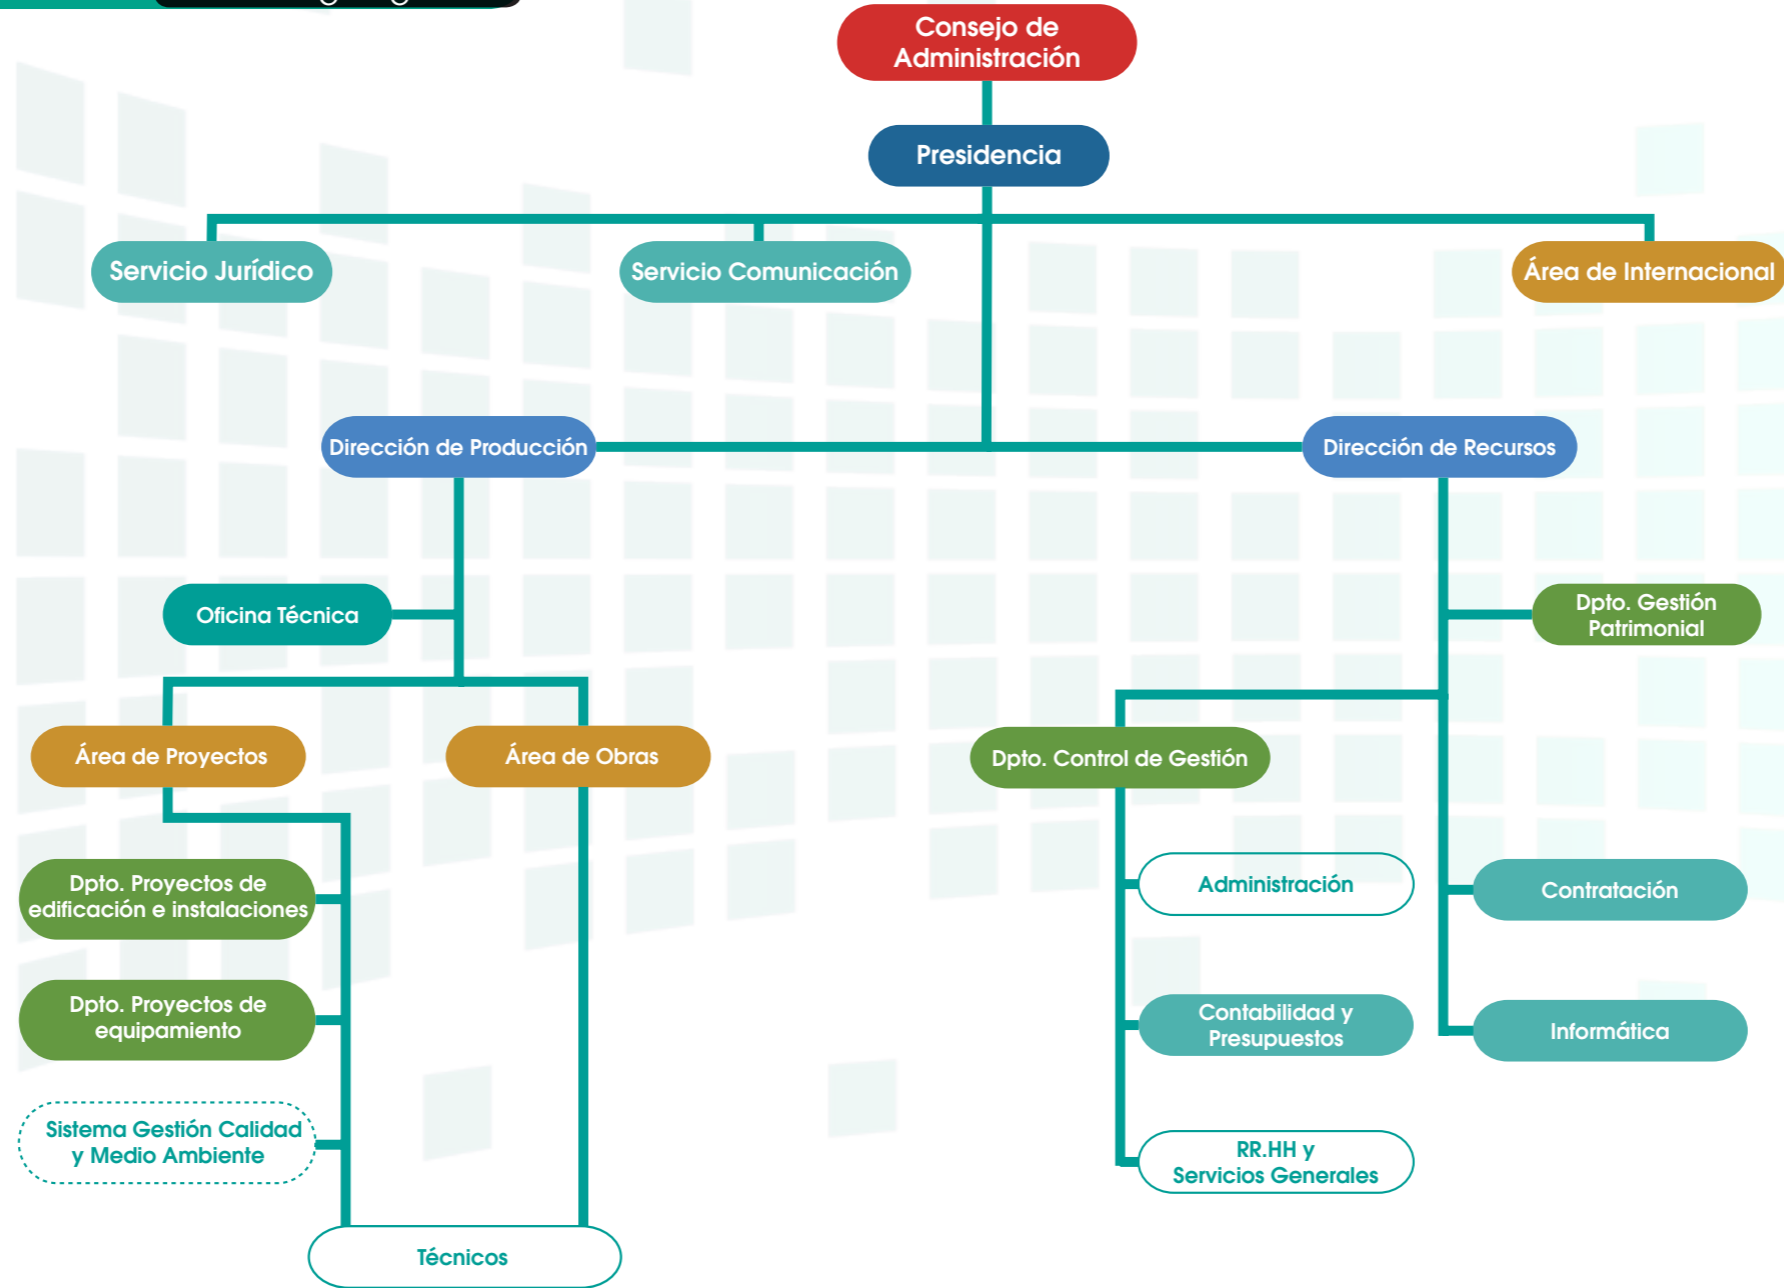 Consejo de
Administración
Presidencia
Servicio Jurídico
Servicio Comunicación
Área de Internacional
Dirección de Producción
Dirección de Recursos
Oficina Técnica
Dpto. Gestión
Patrimonial
Área de Proyectos
Área de Obras
Dpto. Control de Gestión
Dpto. Proyectos de
edificación e instalaciones
Administración
Contratación
Dpto. Proyectos de
equipamiento
Contabilidad y
Presupuestos
Informática
Sistema Gestión Calidad
y Medio Ambiente
RR.HH y
Servicios Generales
Técnicos